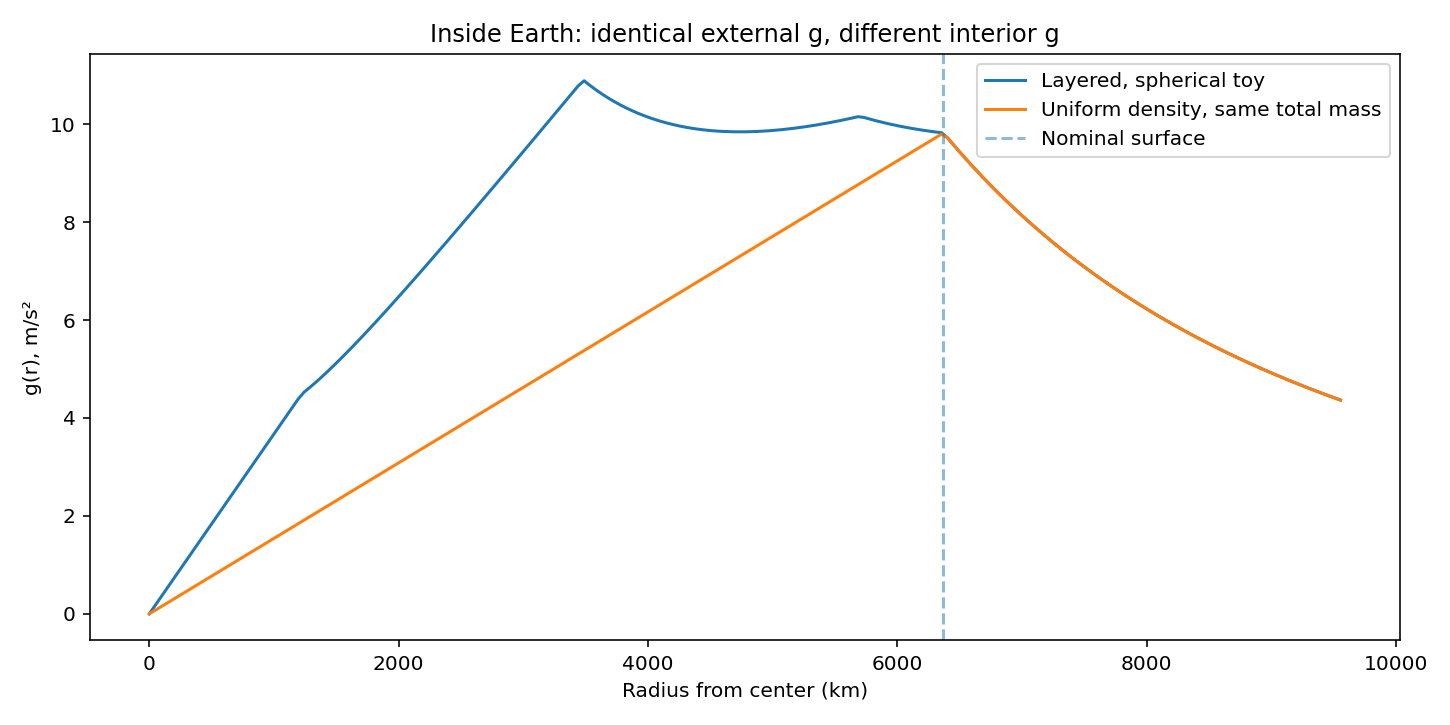 Inside Earth: identical external g, different interior g
Layered, spherical toy
Uniform density, same total mass
Nominal surface
g(r), m/s²
10
8
6
4
2
0
0 2000 4000 6000 8000 10000
Radius from center (km)